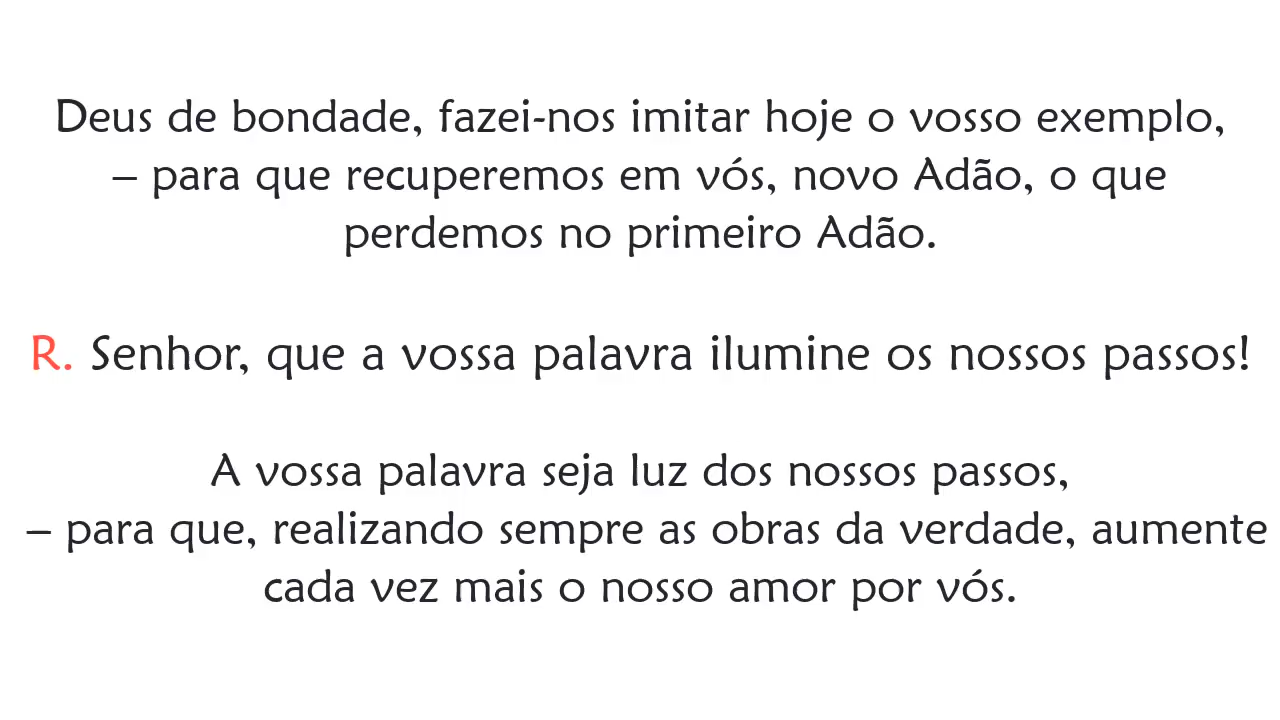 Deus de bondade, fazei-nos imitar hoje o vosso exemplo,
– para que recuperemos em vós, novo Adão, o que
perdemos no primeiro Adão.
R. Senhor, que a vossa palavra ilumine os nossos passos!
A vossa palavra seja luz dos nossos passos,
– para que, realizando sempre as obras da verdade, aumente
cada vez mais o nosso amor por vós.